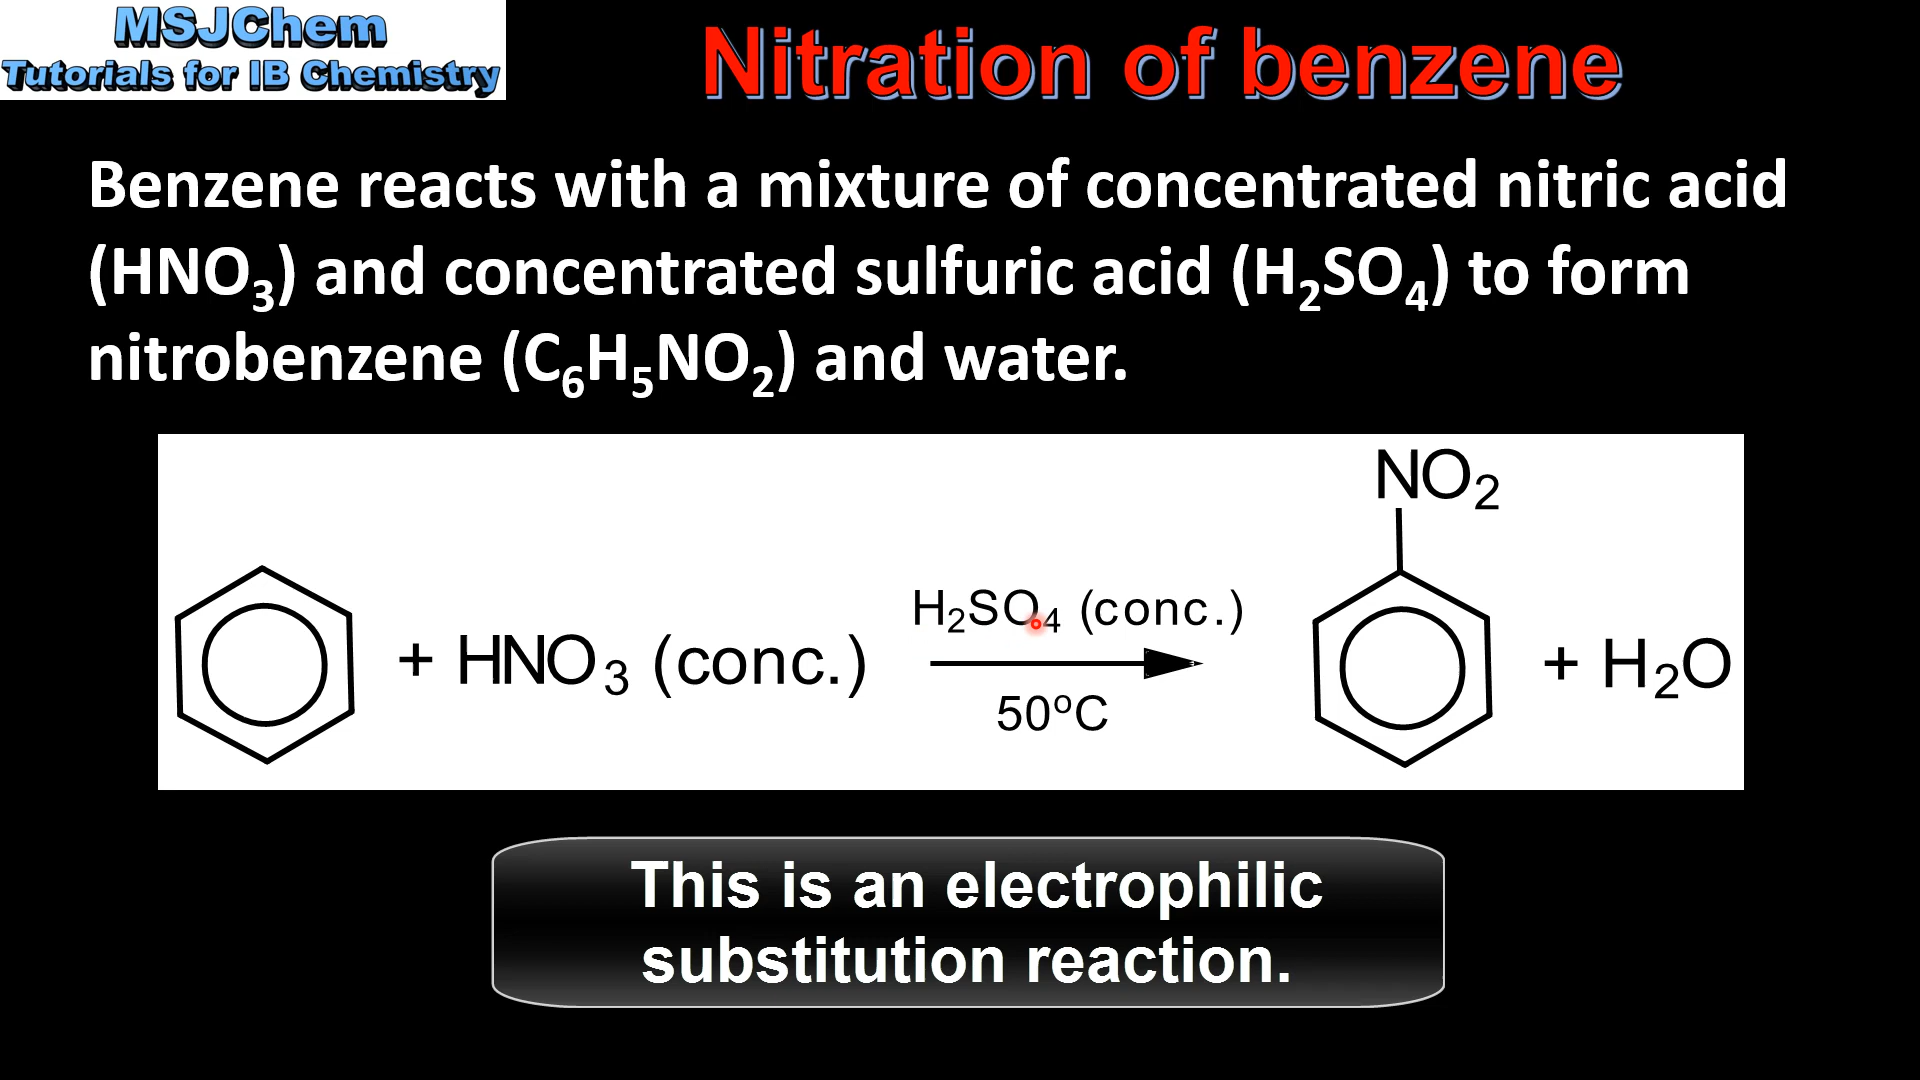 MSJChem
Tutorials for IB Chemistry
Nitration of benzene
Benzene reacts with a mixture of concentrated nitric acid
(HNO₃) and concentrated sulfuric acid (H₂SO₄) to form
nitrobenzene (C₆H₅NO₂) and water.
NO₂
H₂SO₄ (conc.)
+ HNO₃ (conc.)
+ H₂O
50°C
This is an electrophilic
substitution reaction.